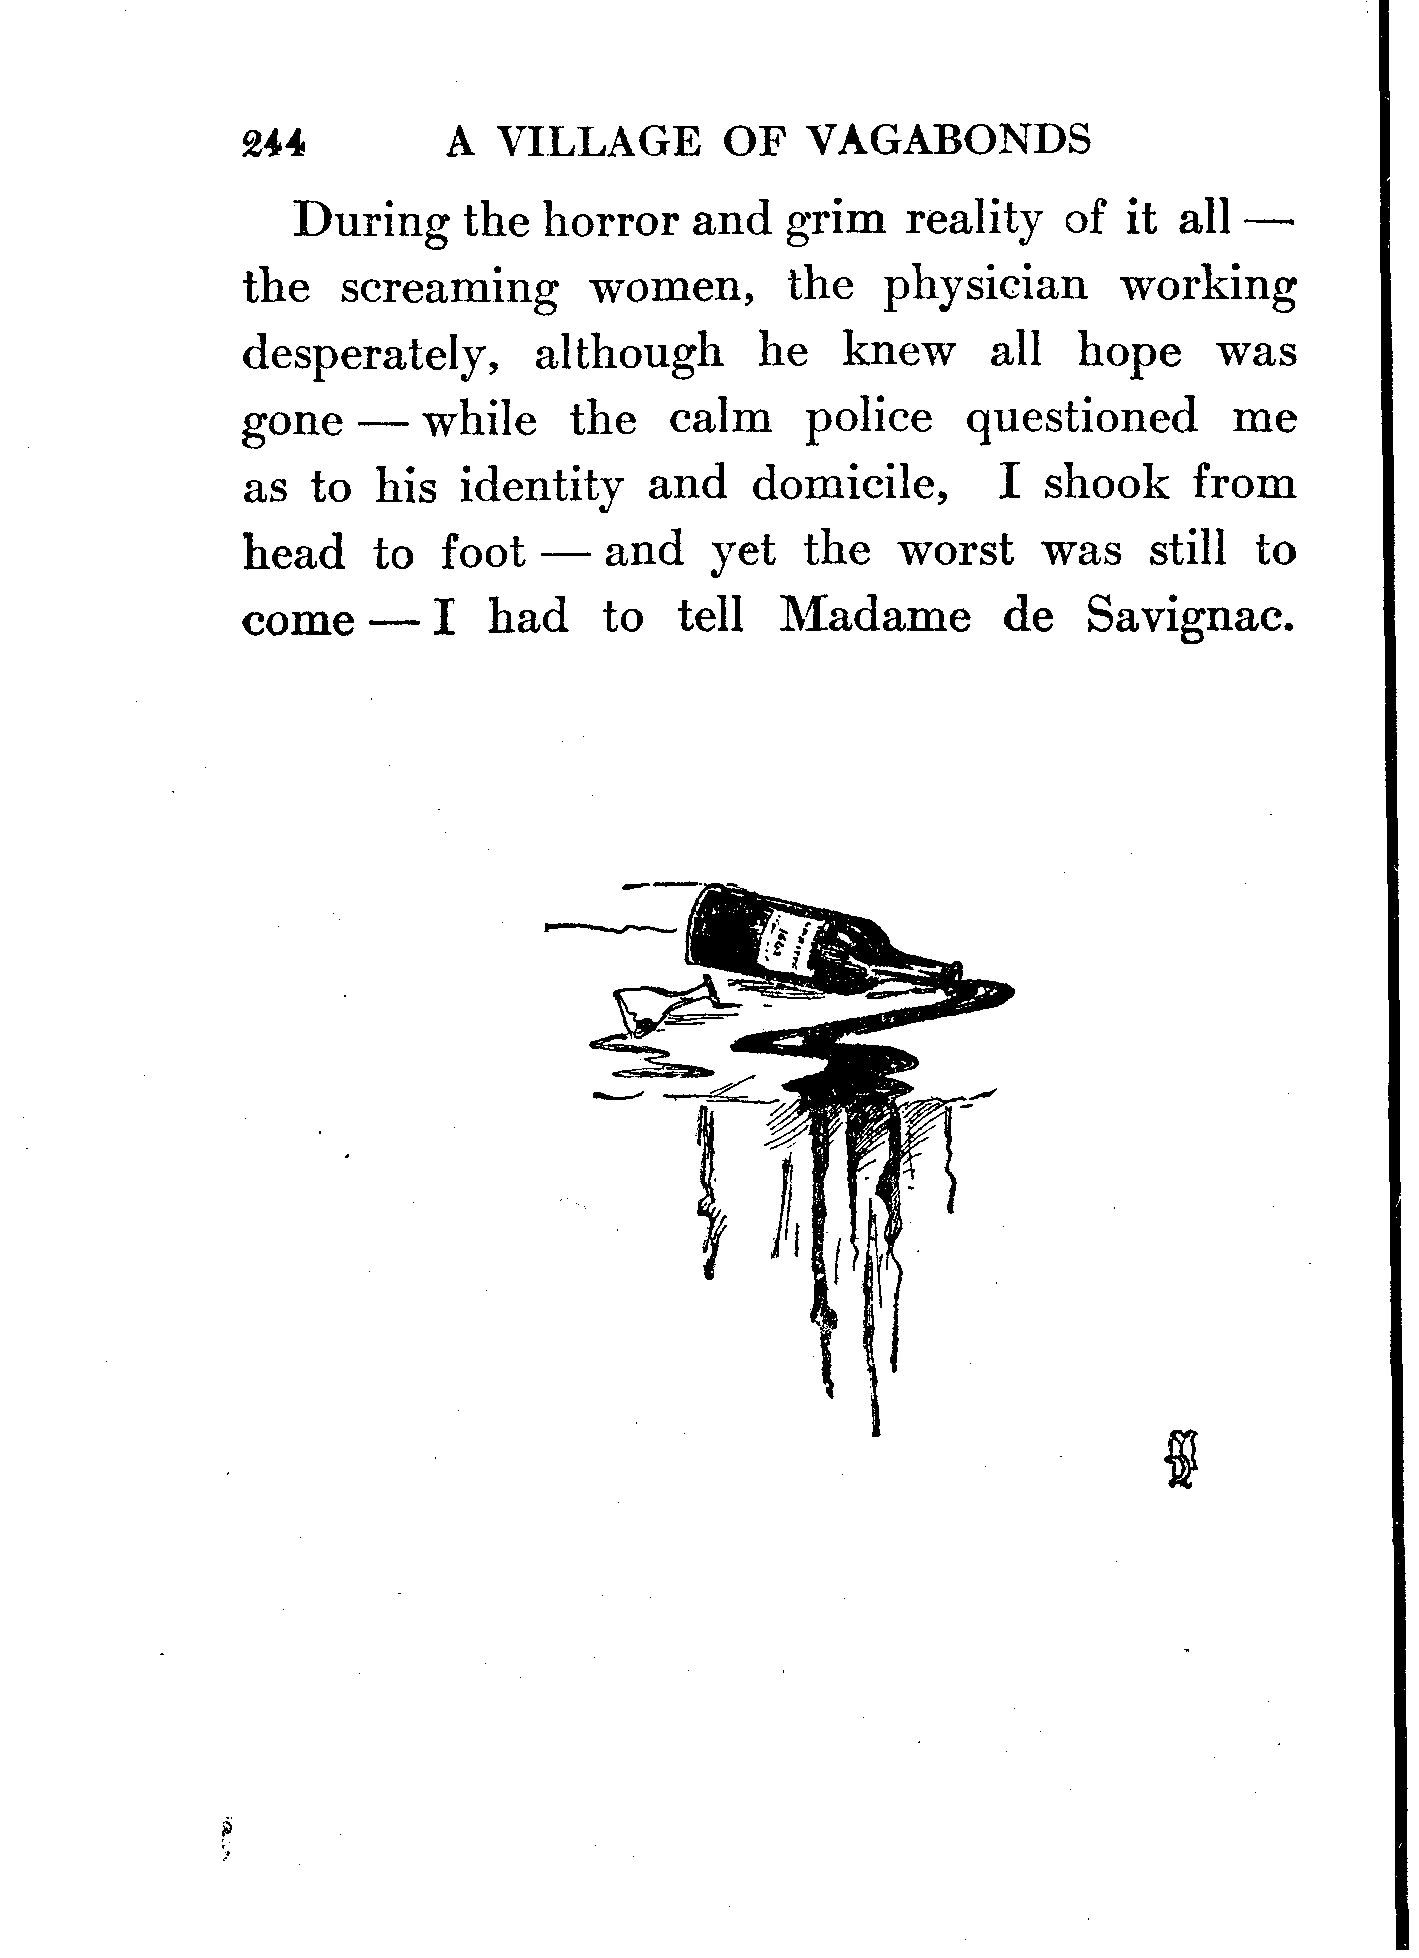 244 A VILLAGE OF VAGABONDS
During the horror and grim reality of it all —
the screaming women, the physician working
desperately, although he knew all hope was
gone — while the calm police questioned me
as to his identity and domicile, I shook from
head to foot — and yet the worst was still to
come — I had to tell Madame de Savignac.